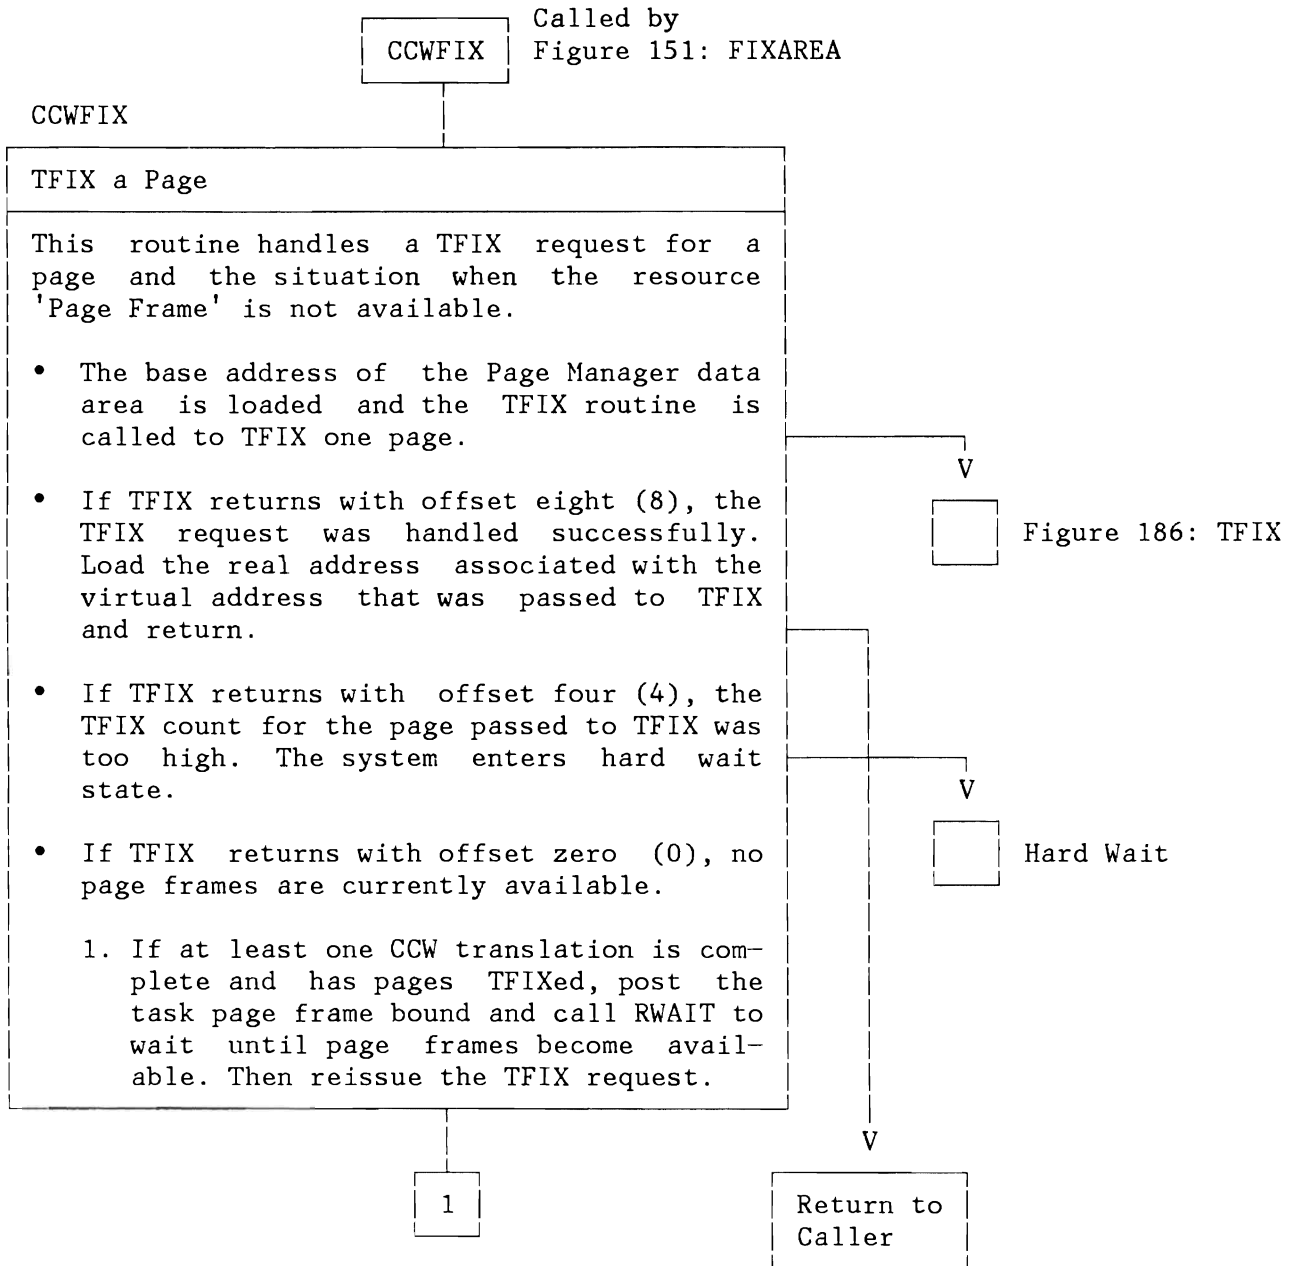 Called by
CCWFIX
Figure 151: FIXAREA
CCWFIX
TFIX a Page
This routine handles a TFIX request for a
page and the situation when the resource
'Page Frame' is not available.
• The base address of the Page Manager data
area is loaded and the TFIX routine is
called to TFIX one page.
V
• If TFIX returns with offset eight (8), the
TFIX request was handled successfully.
Load the real address associated with the
virtual address that was passed to TFIX
and return.
Figure 186: TFIX
• If TFIX returns with offset four (4), the
TFIX count for the page passed to TFIX was
too high. The system enters hard wait
state.
V
Hard Wait
• If TFIX returns with offset zero (0), no
page frames are currently available.
1. If at least one CCW translation is com-
plete and has pages TFIXed, post the
task page frame bound and call RWAIT to
wait until page frames become avail-
able. Then reissue the TFIX request.
V
1
Return to
Caller